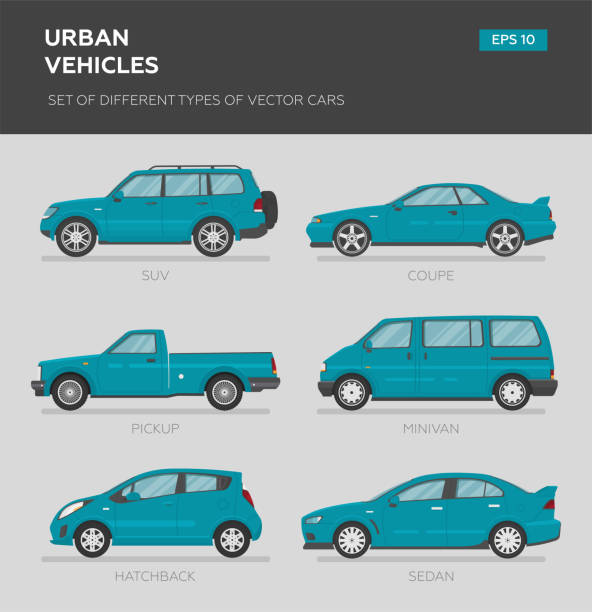 URBAN
VEHICLES
EPS 10
SET OF DIFFERENT TYPES OF VECTOR CARS
SUV
COUPE
PICKUP
MINIVAN
HATCHBACK
SEDAN